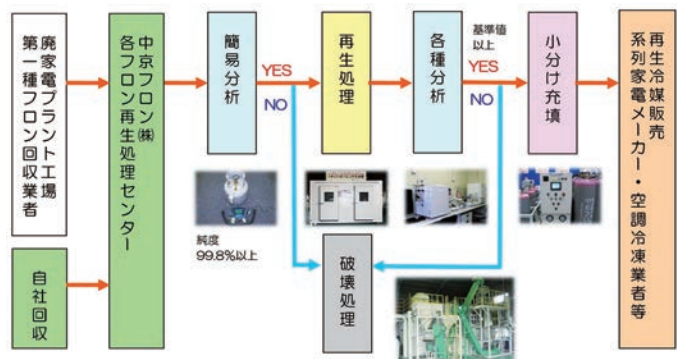 廃家電プラント工場
第一種フロン回収業者
自社回収
中京フロン㈱
各フロン再生処理センター
簡易分析
YES
NO
純度
99.8%以上
再生処理
破壊処理
各種分析
基準値
以上
YES
NO
小分け充填
再生冷媒販売
系列家電メーカー・空調冷凍業者等